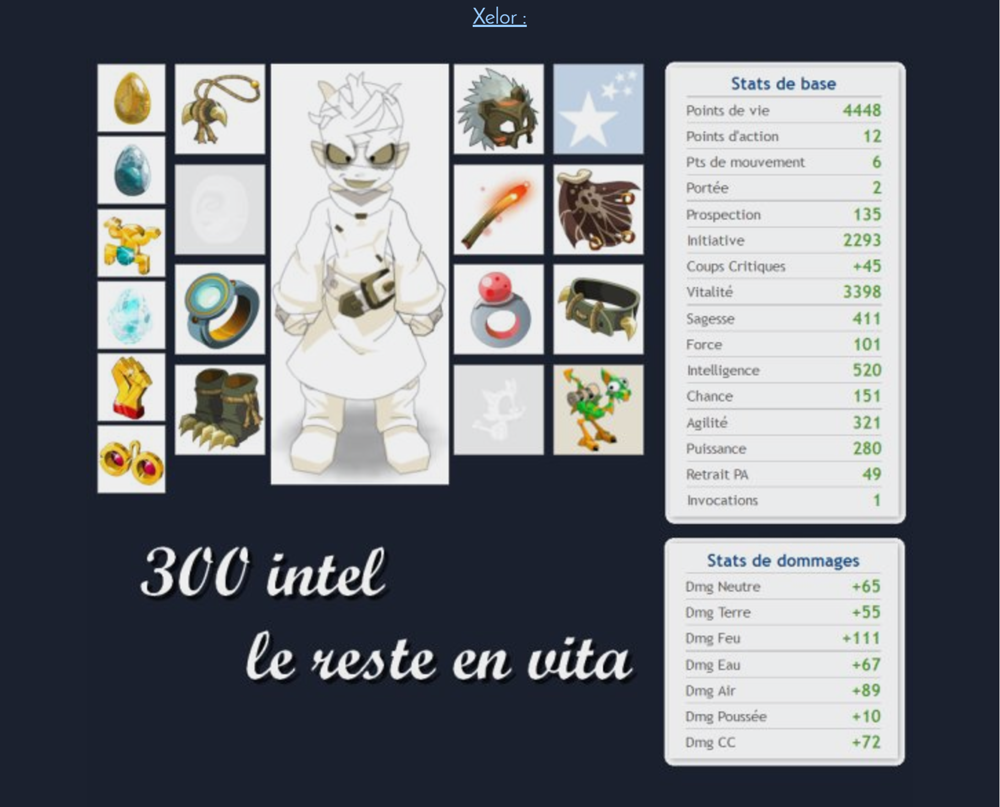 Xelor :
Stats de base
Points de vie 4448
Points d'action 12
Pts de mouvement 6
Portée 2
Prospection 135
Initiative 2293
Coups Critiques +45
Vitalité 3398
Sagesse 411
Force 101
Intelligence 520
Chance 151
Agilité 321
Puissance 280
Retrait PA 49
Invocations 1
300 intel
le reste en vita
Stats de dommages
Dmg Neutre +65
Dmg Terre +55
Dmg Feu +111
Dmg Eau +67
Dmg Air +89
Dmg Poussée +10
Dmg CC +72